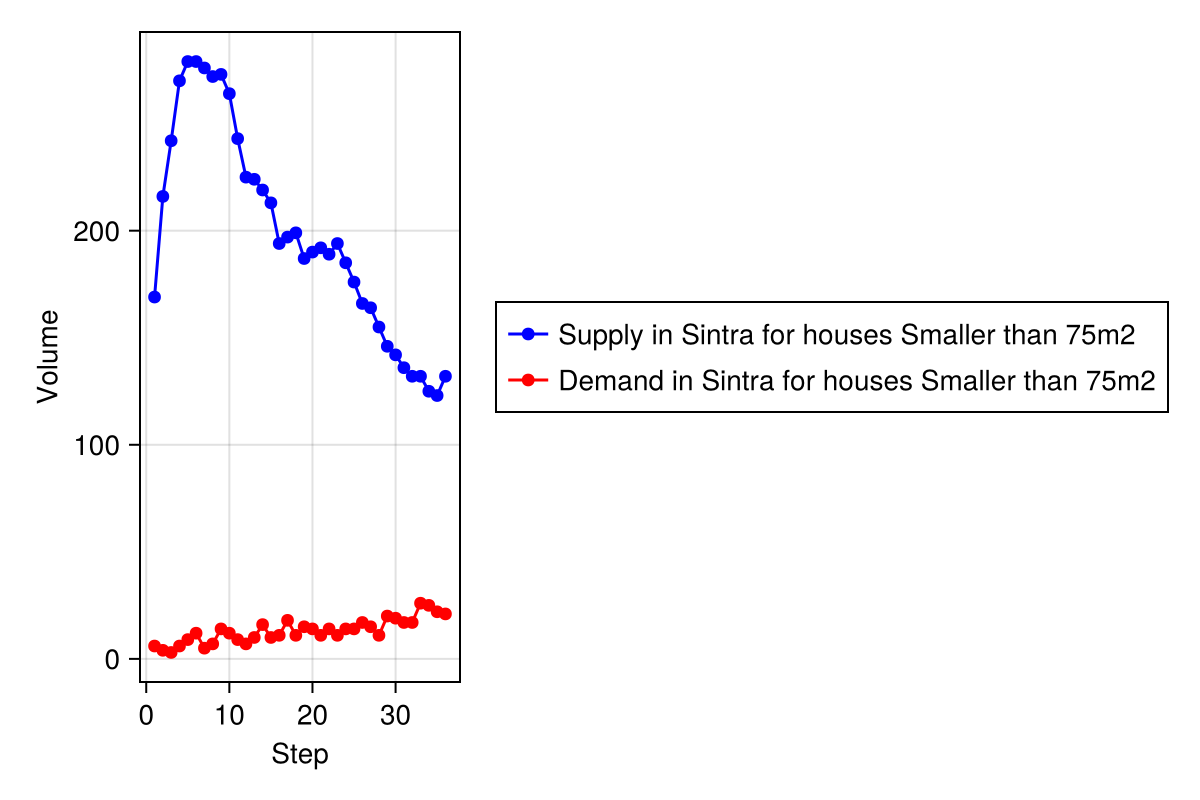 Volume
200
100
0
0 10 20 30
Step
Supply in Sintra for houses Smaller than 75m2
Demand in Sintra for houses Smaller than 75m2